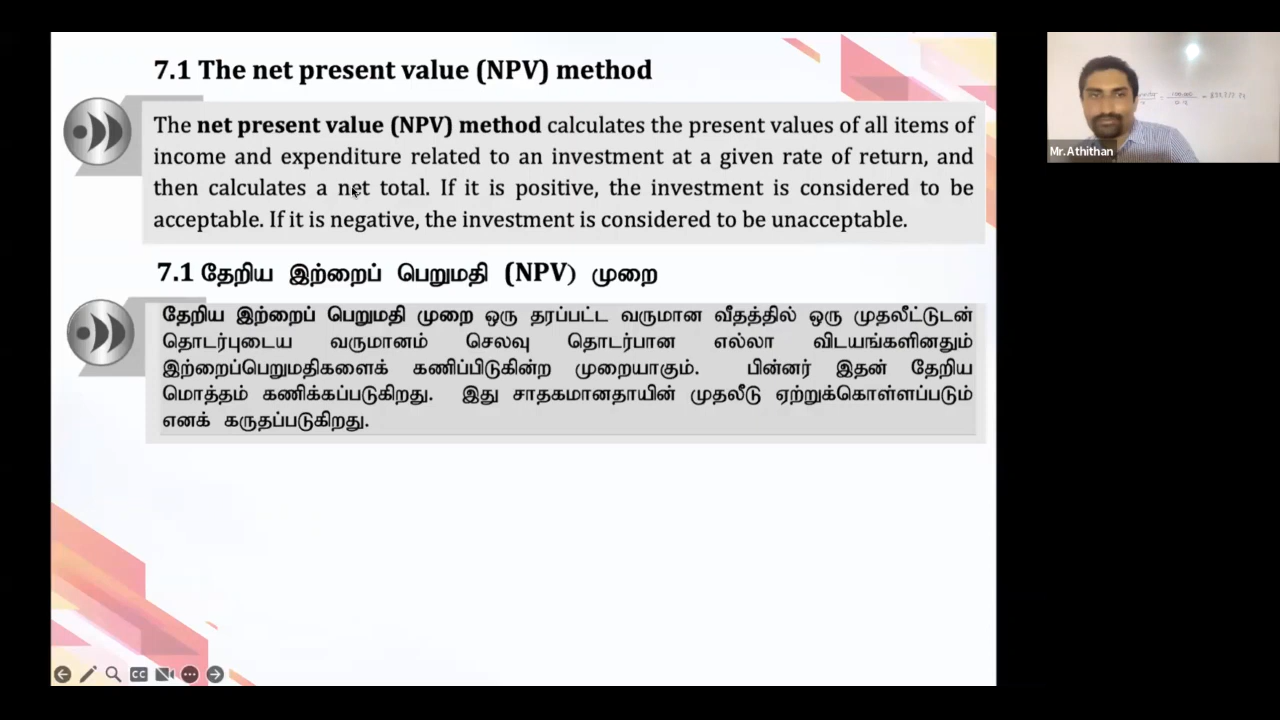 7.1 The net present value (NPV) method
The net present value (NPV) method calculates the present values of all items of
income and expenditure related to an investment at a given rate of return, and
then calculates a net total. If it is positive, the investment is considered to be
acceptable. If it is negative, the investment is considered to be unacceptable.
7.1 தேறிய இற்றைப் பெறுமதி (NPV) முறை
தேறிய இற்றைப் பெறுமதி முறை ஒரு தரப்பட்ட வருமான வீதத்தில் ஒரு முதலீட்டுடன்
தொடர்புடைய வருமானம் செலவு தொடர்பான எல்லா விடயங்களினதும்
இற்றைப்பெறுமதிகளைக் கணிப்பிடுகின்ற முறையாகும். பின்னர் இதன் தேறிய
மொத்தம் கணிக்கப்படுகிறது. இது சாதகமானதாயின் முதலீடு ஏற்றுக்கொள்ளப்படும்
எனக் கருதப்படுகிறது.
CC
Mr.Athithan